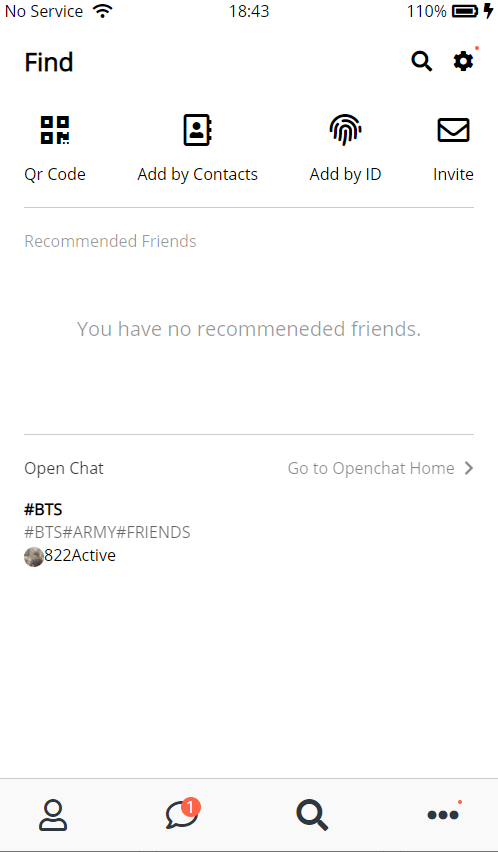 No Service 18:43 110%
Find
Qr Code Add by Contacts Add by ID Invite
Recommended Friends
You have no recommeneded friends.
Open Chat Go to Openchat Home
#BTS
#BTS#ARMY#FRIENDS
822Active
1